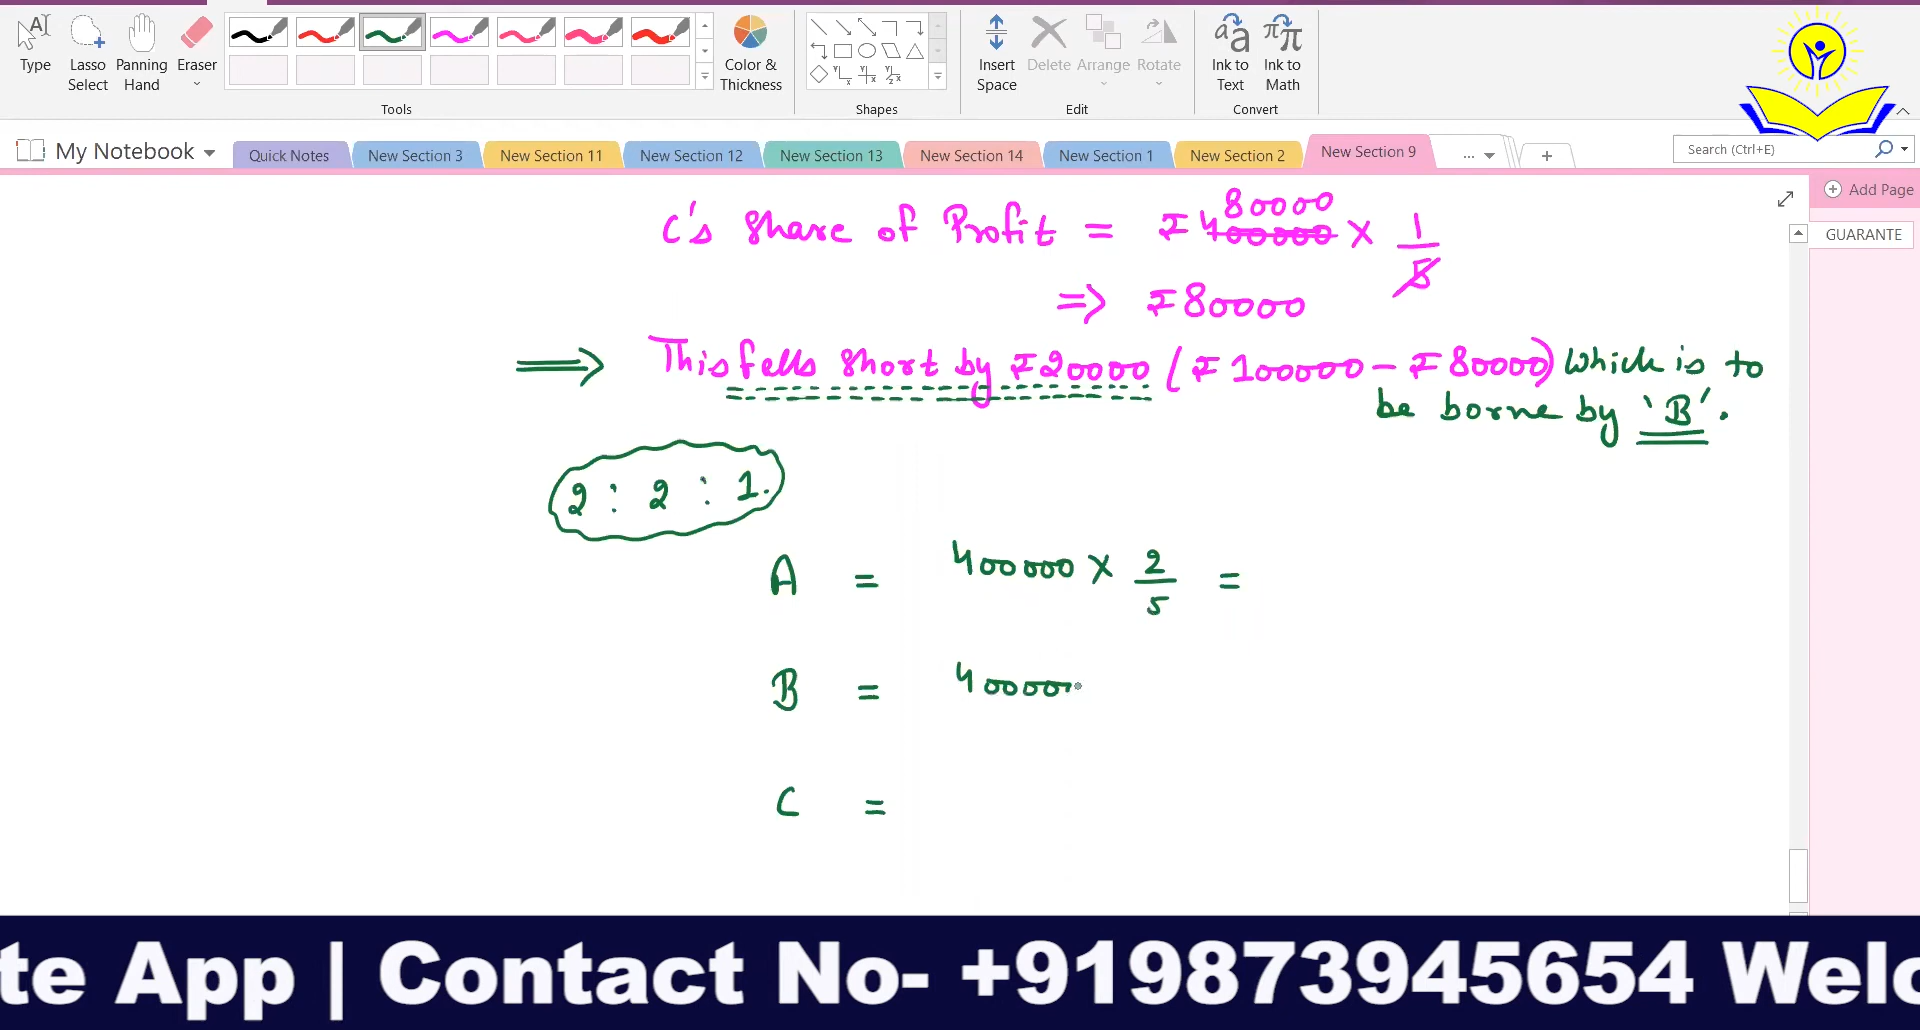 Type
Lasso Select
Panning Hand
Eraser
Color & Thickness
Insert Space
Delete
Arrange
Rotate
Ink to Text
Ink to Math
Tools
Shapes
Edit
Convert
My Notebook
Quick Notes
New Section 3
New Section 11
New Section 12
New Section 13
New Section 14
New Section 1
New Section 2
New Section 9
...
Search (Ctrl+E)
Add Page
GUARANTE
80000
C's Share of Profit = ₹400000 × 1/5
=> ₹80000
This fells Short by ₹20000 (₹100000 - ₹80000) Which is to
be borne by 'B'.
2 : 2 : 1.
A = 400000 × 2/5 =
B = 40000
C =
te App | Contact No- +919873945654 Welc